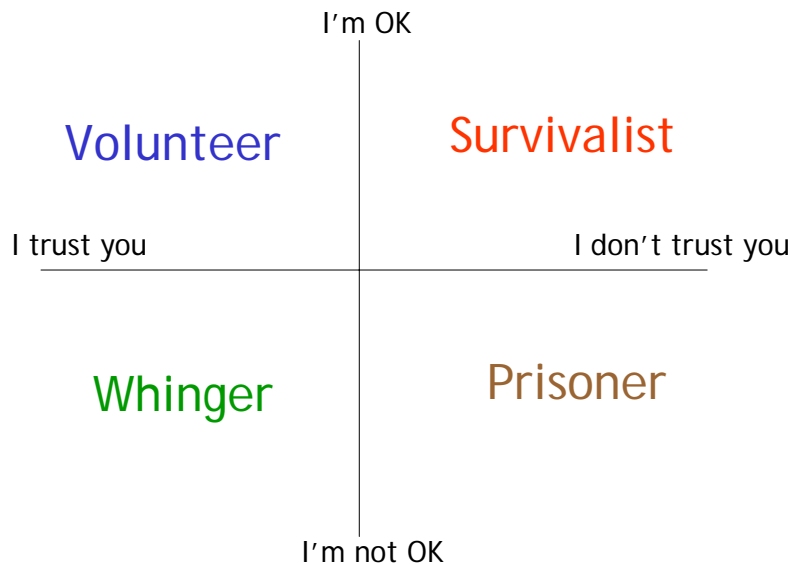 I'm OK
Volunteer
Survivalist
I trust you
I don't trust you
Whinger
Prisoner
I'm not OK